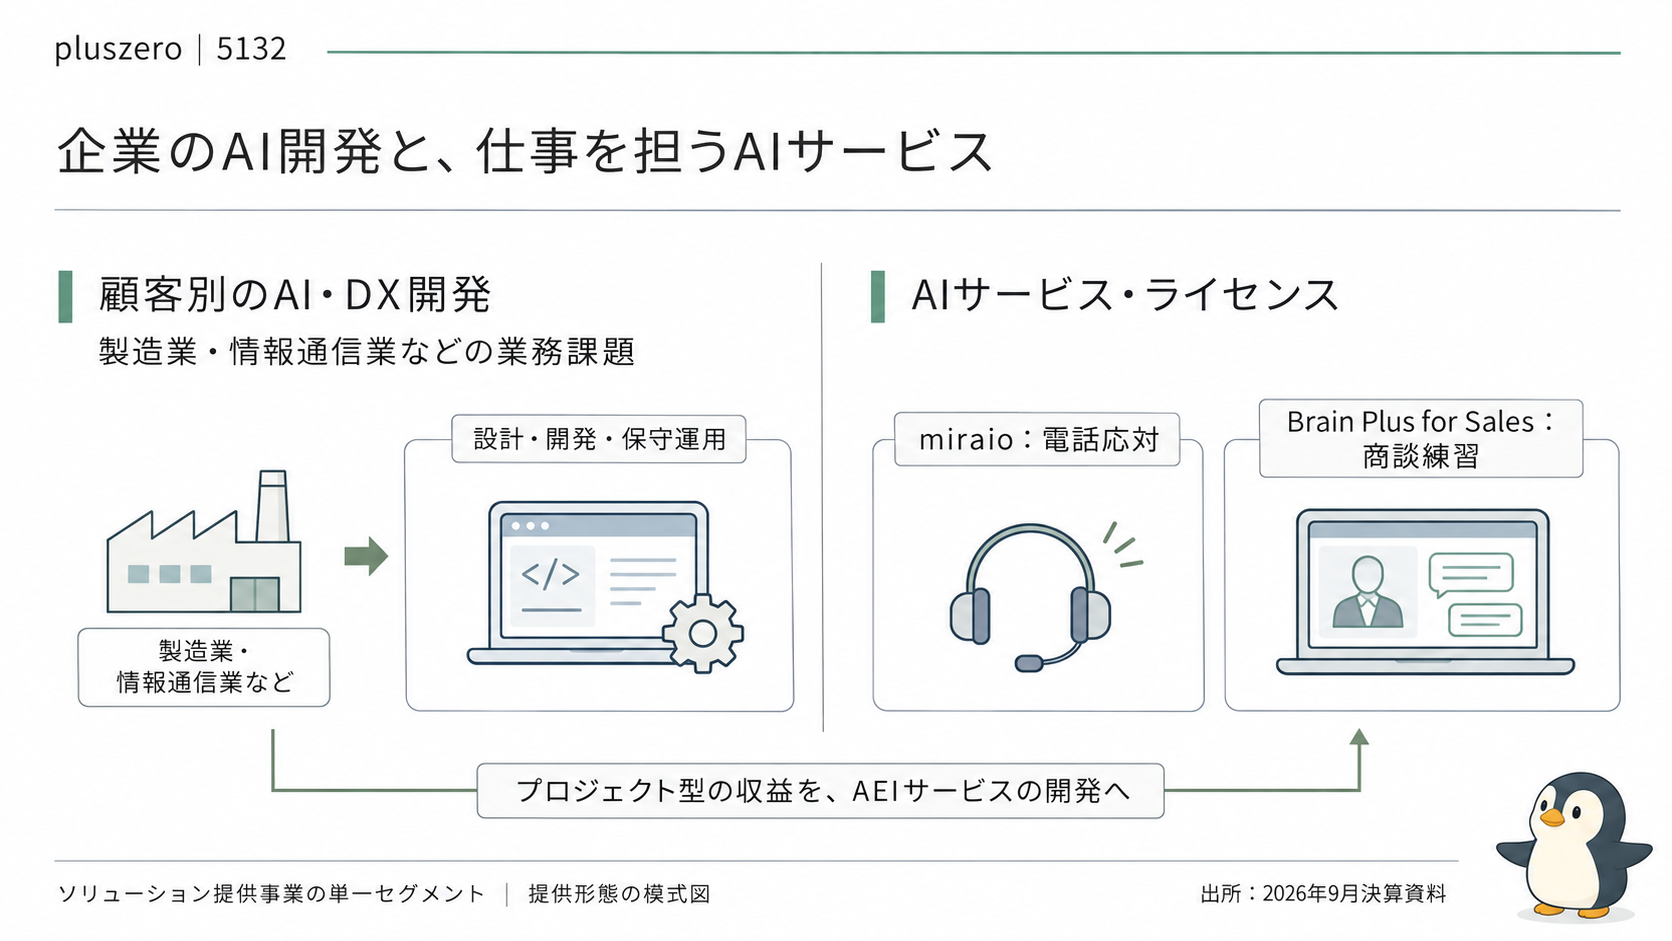 pluszero｜5132
企業のAI開発と、仕事を担うAIサービス
顧客別のAI・DX開発
製造業・情報通信業などの業務課題
設計・開発・保守運用
</>
製造業・
情報通信業など
AIサービス・ライセンス
miraio：電話応対
Brain Plus for Sales：
商談練習
プロジェクト型の収益を、AEIサービスの開発へ
ソリューション提供事業の単一セグメント｜提供形態の模式図
出所：2026年9月決算資料